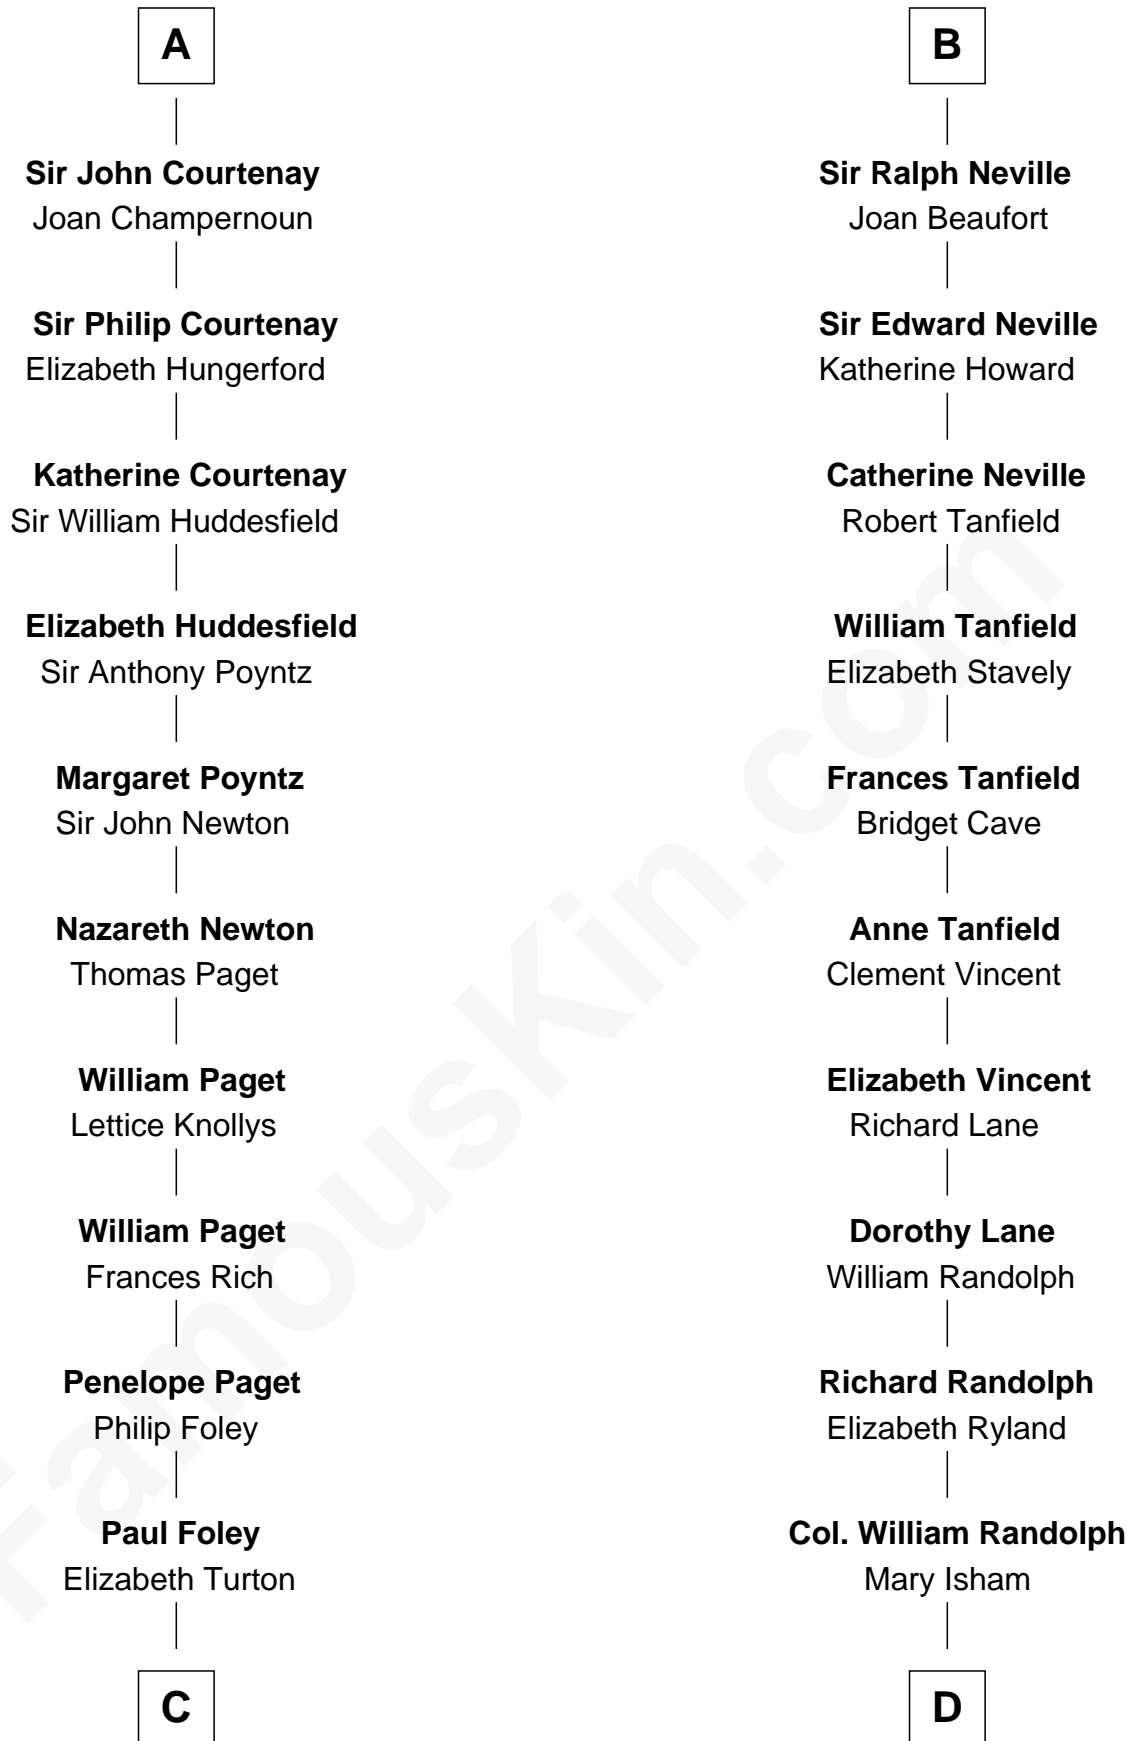 A
Sir John Courtenay
Joan Champernoun
Sir Philip Courtenay
Elizabeth Hungerford
Katherine Courtenay
Sir William Huddesfield
Elizabeth Huddesfield
Sir Anthony Poyntz
Margaret Poyntz
Sir John Newton
Nazareth Newton
Thomas Paget
William Paget
Lettice Knollys
William Paget
Frances Rich
Penelope Paget
Philip Foley
Paul Foley
Elizabeth Turton
C
B
Sir Ralph Neville
Joan Beaufort
Sir Edward Neville
Katherine Howard
Catherine Neville
Robert Tanfield
William Tanfield
Elizabeth Stavely
Frances Tanfield
Bridget Cave
Anne Tanfield
Clement Vincent
Elizabeth Vincent
Richard Lane
Dorothy Lane
William Randolph
Richard Randolph
Elizabeth Ryland
Col. William Randolph
Mary Isham
D
FamousKin.com